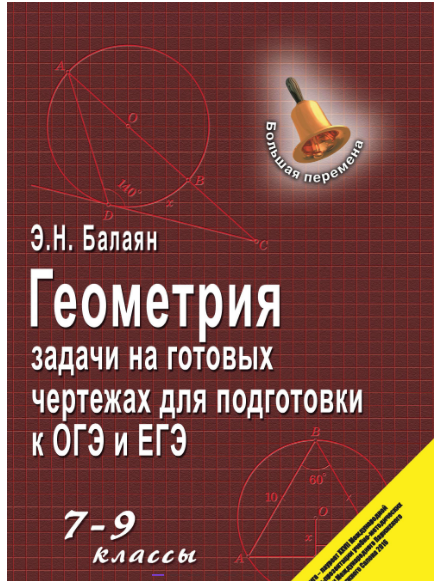 A
O
Большая перемена
B
140°
D
x
C
Э.Н. Балаян
Геометрия
задачи на готовых
чертежах для подготовки
к ОГЭ и ЕГЭ
B
60°
10
O
x
A
7-9
классы